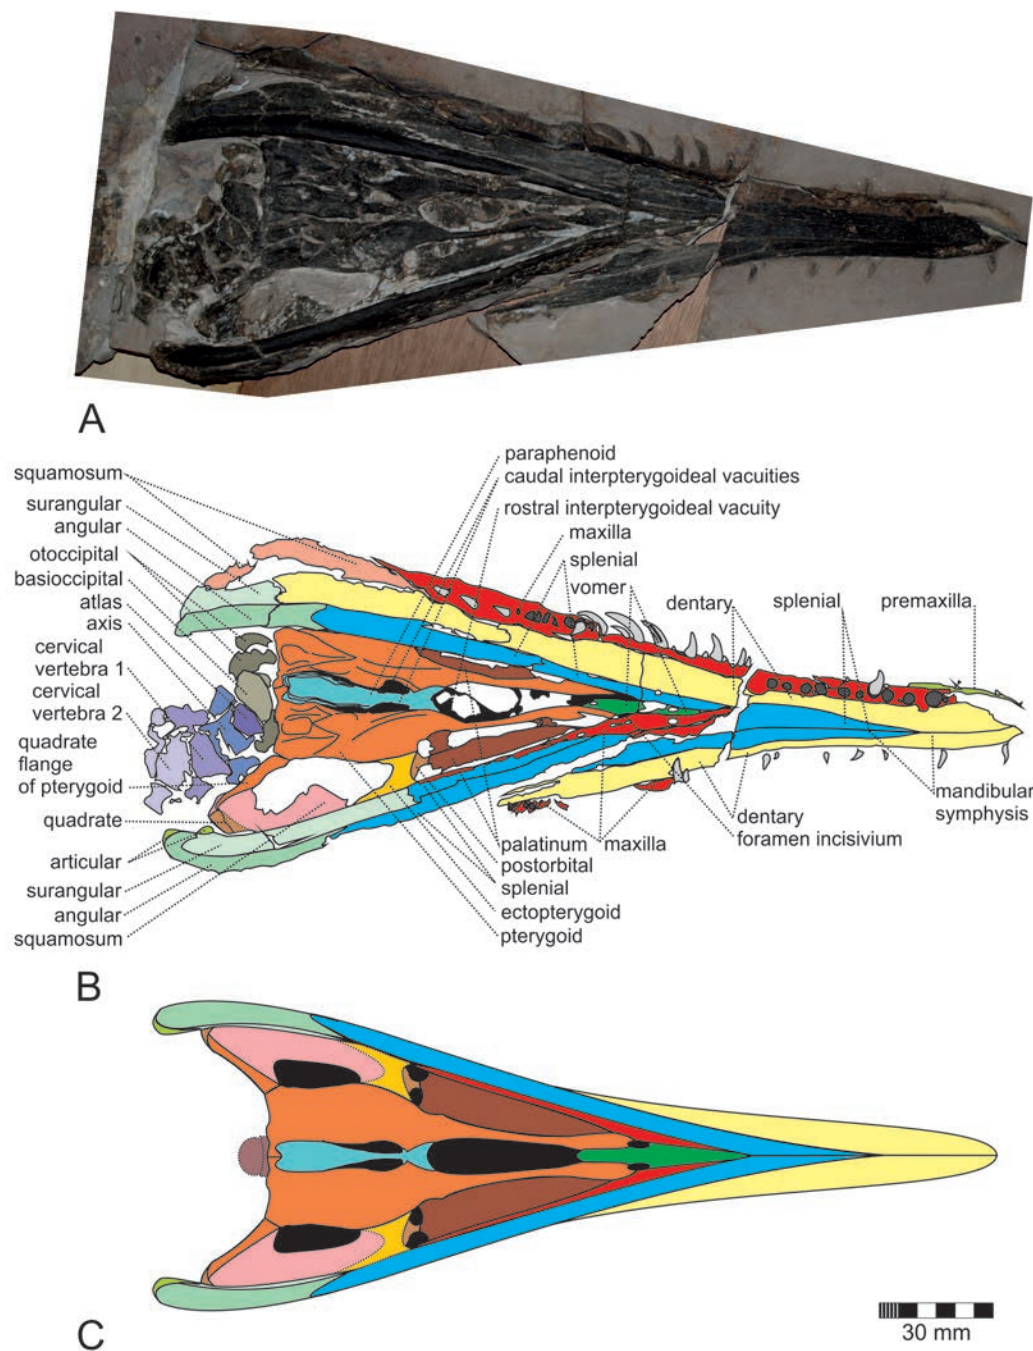 A
squamosum
surangular
angular
otoccipital
basioccipital
atlas
axis
cervical
vertebra 1
cervical
vertebra 2
quadrate
flange
of pterygoid
quadrate
articular
surangular
angular
squamosum
paraphenoid
caudal interpterygoideal vacuities
rostral interpterygoideal vacuity
maxilla
splenial
vomer
dentary
splenial
premaxilla
mandibular
symphysis
dentary
foramen incisivium
palatinum
maxilla
postorbital
splenial
ectopterygoid
pterygoid
B
C
30 mm